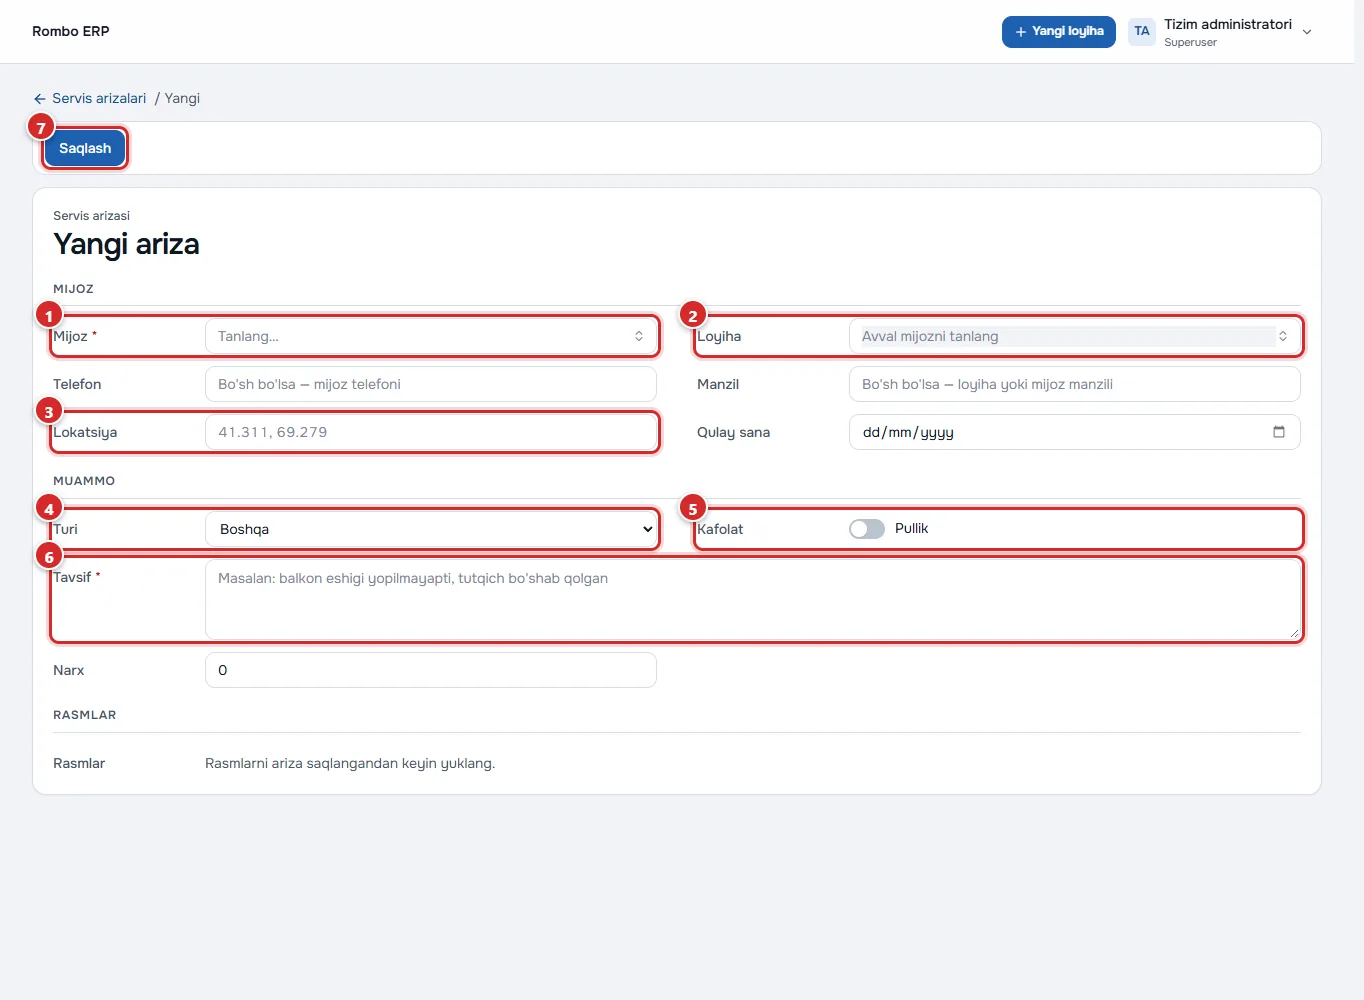 Rombo ERP
+ Yangi loyiha
TA
Tizim administratori
Superuser
← Servis arizalari / Yangi
7
Saqlash
Servis arizasi
Yangi ariza
MIJOZ
1
Mijoz *
Tanlang...
2
Loyiha
Avval mijozni tanlang
Telefon
Bo'sh bo'lsa — mijoz telefoni
Manzil
Bo'sh bo'lsa — loyiha yoki mijoz manzili
3
Lokatsiya
41.311, 69.279
Qulay sana
dd/mm/yyyy
MUAMMO
4
Turi
Boshqa
5
Kafolat
Pullik
6
Tavsif *
Masalan: balkon eshigi yopilmayapti, tutqich bo'shab qolgan
Narx
0
RASMLAR
Rasmlar
Rasmlarni ariza saqlangandan keyin yuklang.